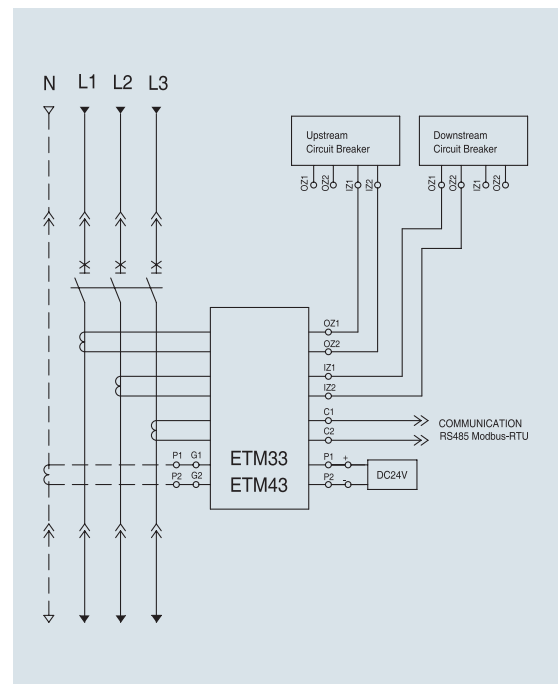 N L1 L2 L3
Upstream
Circuit Breaker
Downstream
Circuit Breaker
OZ1 OZ2 IZ1 IZ2
OZ1 OZ2 IZ1 OZ2
OZ1
OZ2
IZ1
IZ2
C1
C2
COMMUNICATION
RS485 Modbus-RTU
P1 G1
P2 G2
ETM33
ETM43
P1 +
P2 -
DC24V